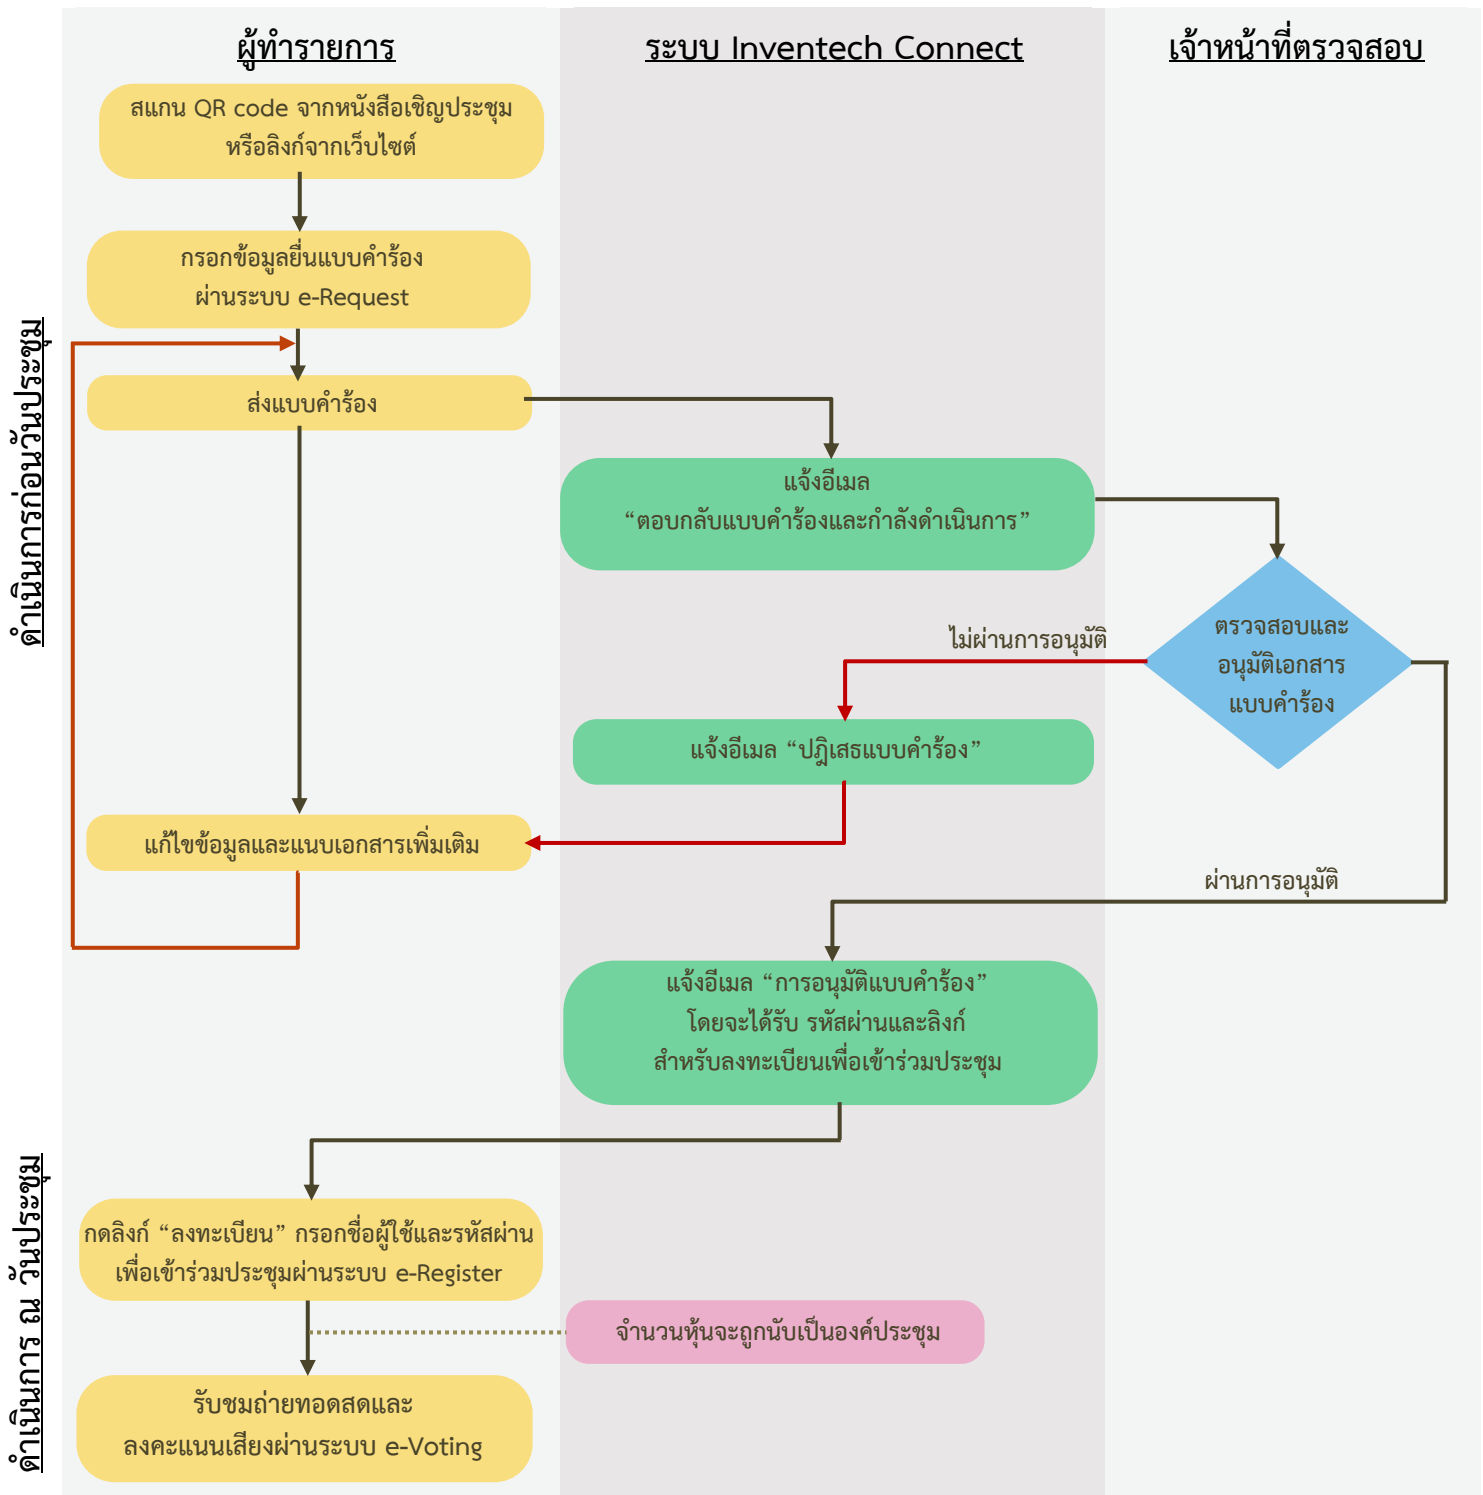 ผู้ทำรายการ
ระบบ Inventech Connect
เจ้าหน้าที่ตรวจสอบ
ดำเนินการก่อนวันประชุม
สแกน QR code จากหนังสือเชิญประชุม
หรือลิงก์จากเว็บไซต์
กรอกข้อมูลยื่นแบบคำร้อง
ผ่านระบบ e-Request
ส่งแบบคำร้อง
แจ้งอีเมล
“ตอบกลับแบบคำร้องและกำลังดำเนินการ”
ตรวจสอบและ
อนุมัติเอกสาร
แบบคำร้อง
ไม่ผ่านการอนุมัติ
แจ้งอีเมล “ปฎิเสธแบบคำร้อง”
แก้ไขข้อมูลและแนบเอกสารเพิ่มเติม
ผ่านการอนุมัติ
แจ้งอีเมล “การอนุมัติแบบคำร้อง”
โดยจะได้รับ รหัสผ่านและลิงก์
สำหรับลงทะเบียนเพื่อเข้าร่วมประชุม
ดำเนินการ ณ วันประชุม
กดลิงก์ “ลงทะเบียน” กรอกชื่อผู้ใช้และรหัสผ่าน
เพื่อเข้าร่วมประชุมผ่านระบบ e-Register
จำนวนหุ้นจะถูกนับเป็นองค์ประชุม
รับชมถ่ายทอดสดและ
ลงคะแนนเสียงผ่านระบบ e-Voting